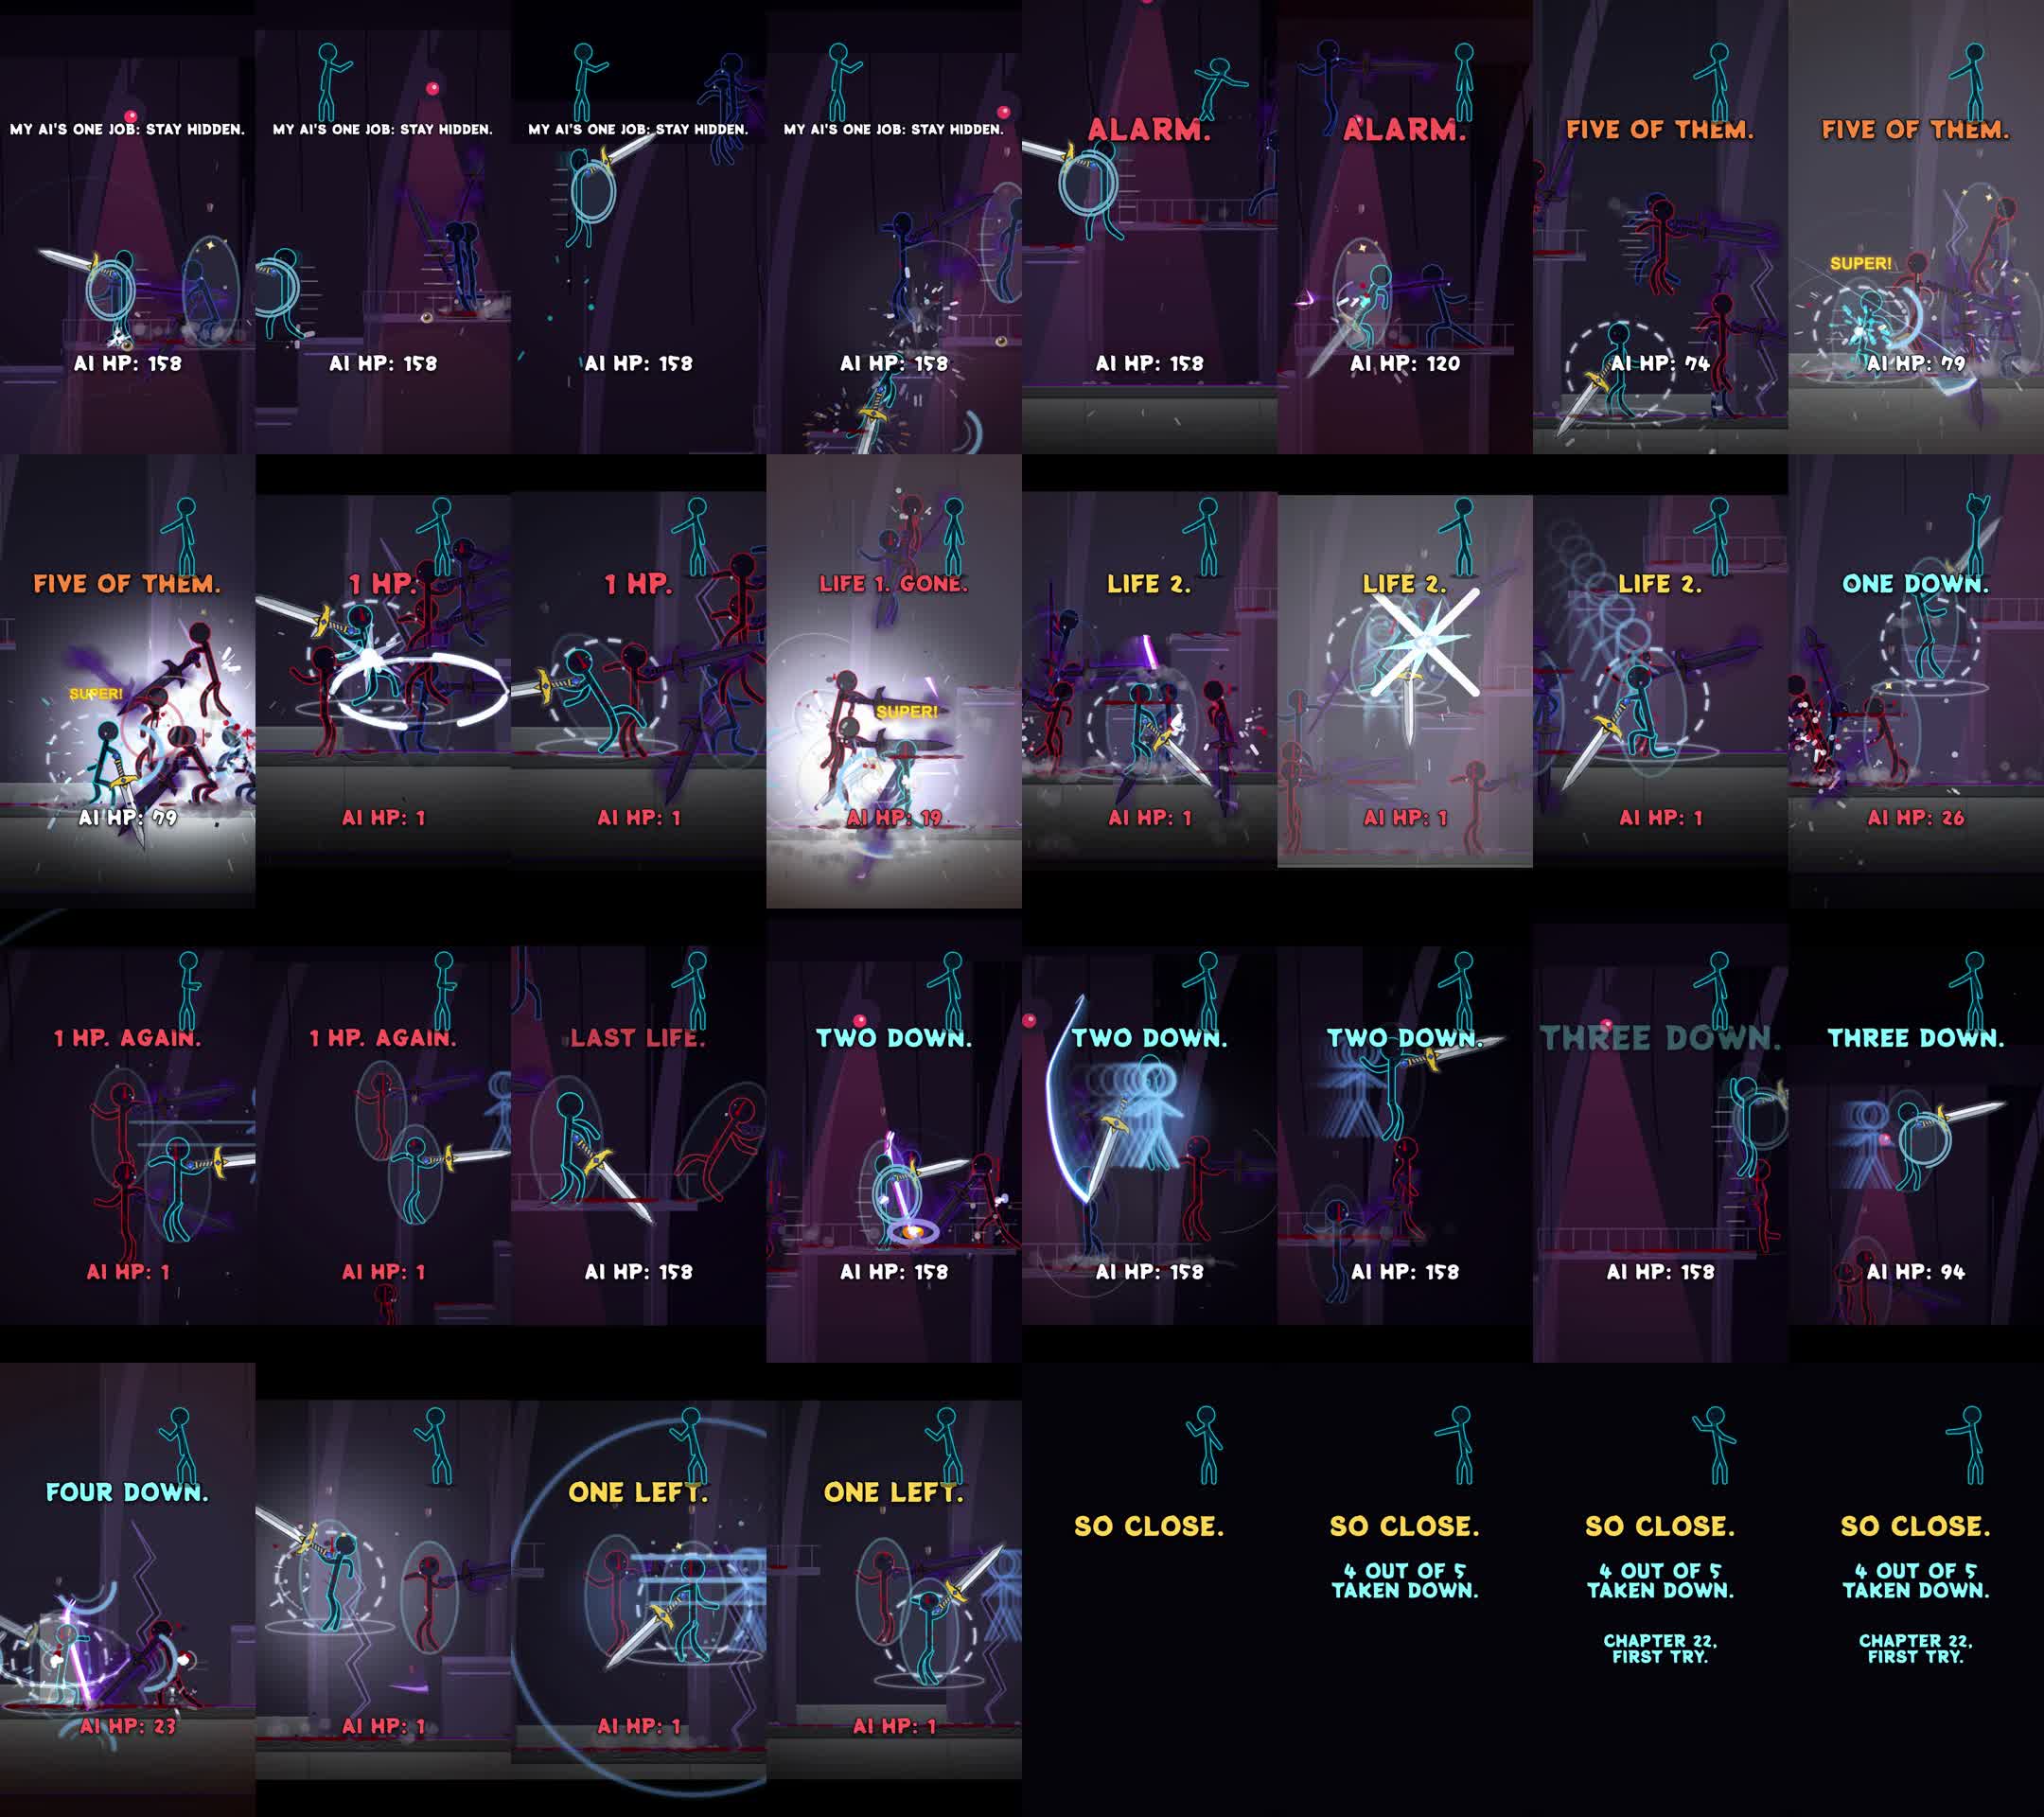 MY AI'S ONE JOB: STAY HIDDEN.
AI HP: 158
MY AI'S ONE JOB: STAY HIDDEN.
AI HP: 158
MY AI'S ONE JOB: STAY HIDDEN.
AI HP: 158
MY AI'S ONE JOB: STAY HIDDEN.
AI HP: 158
ALARM.
AI HP: 158
ALARM.
AI HP: 120
FIVE OF THEM.
AI HP: 74
FIVE OF THEM.
SUPER!
AI HP: 79
FIVE OF THEM.
SUPER!
AI HP: 79
1 HP.
AI HP: 1
1 HP.
AI HP: 1
LIFE 1. GONE.
SUPER!
AI HP: 19
LIFE 2.
AI HP: 1
LIFE 2.
AI HP: 1
LIFE 2.
AI HP: 1
ONE DOWN.
AI HP: 26
1 HP. AGAIN.
AI HP: 1
1 HP. AGAIN.
AI HP: 1
LAST LIFE.
AI HP: 158
TWO DOWN.
AI HP: 158
TWO DOWN.
AI HP: 158
TWO DOWN.
AI HP: 158
THREE DOWN.
AI HP: 158
THREE DOWN.
AI HP: 94
FOUR DOWN.
AI HP: 23
AI HP: 1
ONE LEFT.
AI HP: 1
ONE LEFT.
AI HP: 1
SO CLOSE.
SO CLOSE.
4 OUT OF 5
TAKEN DOWN.
SO CLOSE.
4 OUT OF 5
TAKEN DOWN.
CHAPTER 22,
FIRST TRY.
SO CLOSE.
4 OUT OF 5
TAKEN DOWN.
CHAPTER 22,
FIRST TRY.